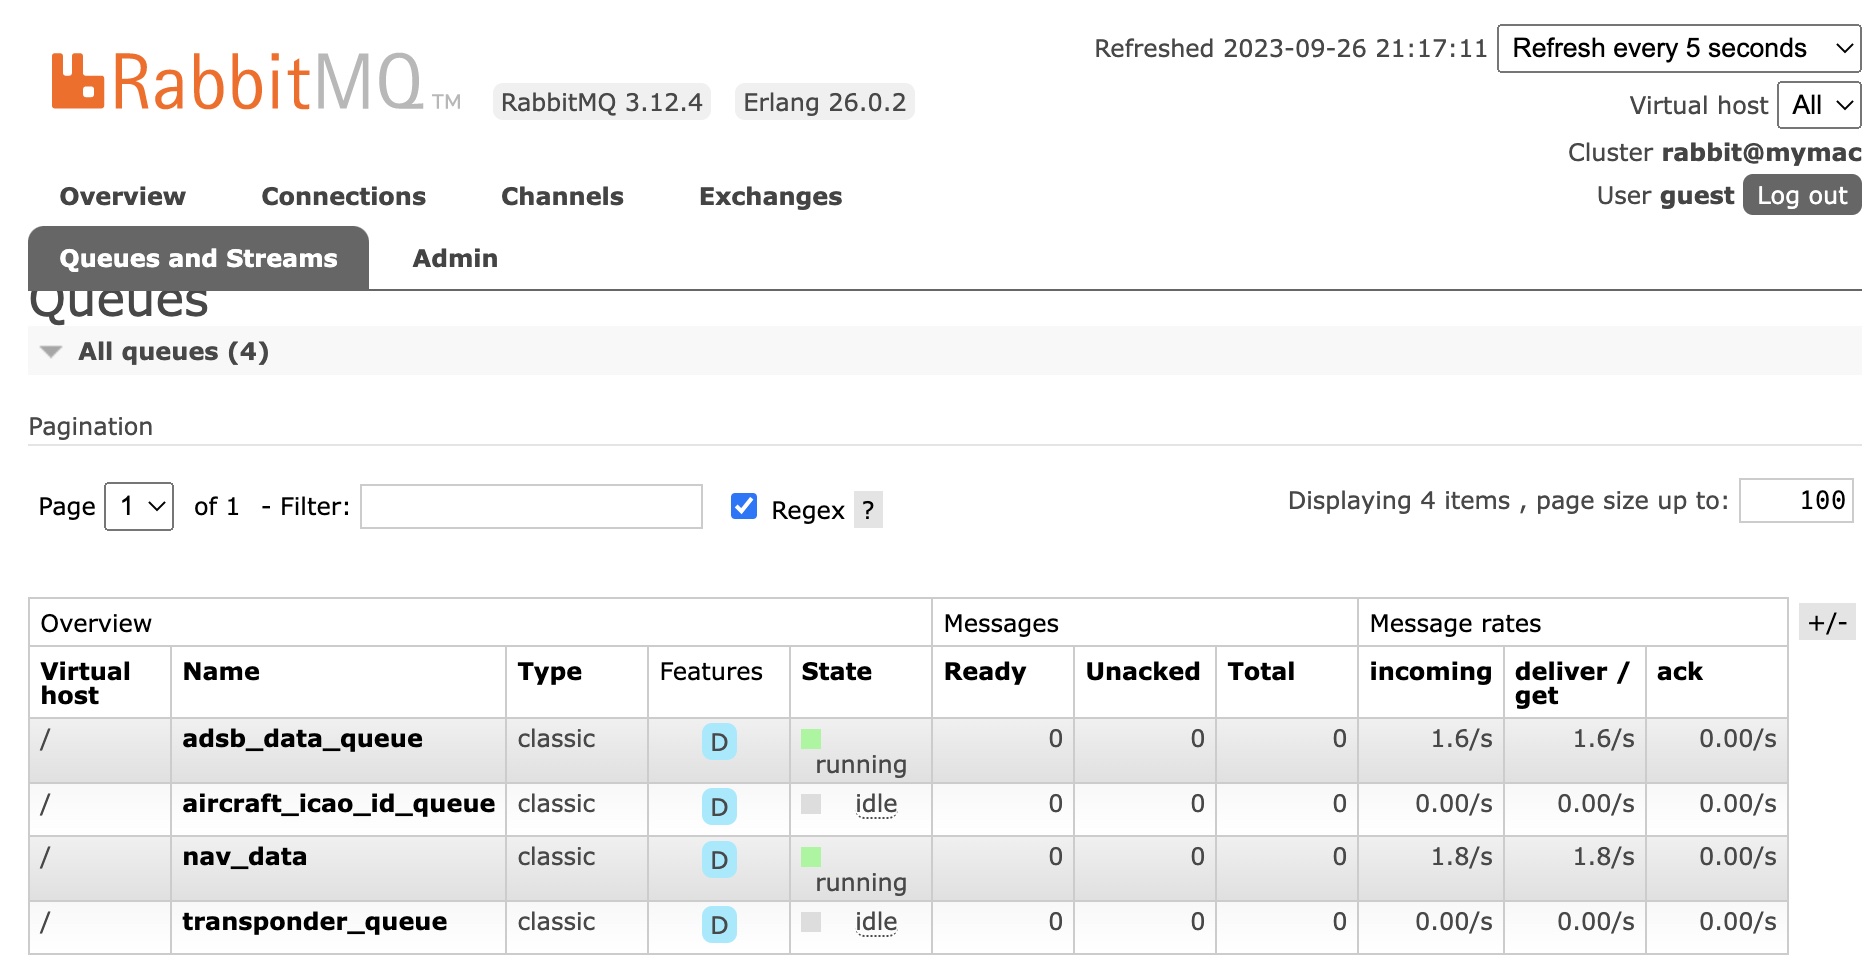 Refreshed 2023-09-26 21:17:11 Refresh every 5 seconds
RabbitMQ TM RabbitMQ 3.12.4 Erlang 26.0.2
Virtual host All
Cluster rabbit@mymac
User guest Log out
Overview Connections Channels Exchanges
Queues and Streams Admin
Queues
All queues (4)
Pagination
Page 1 of 1 - Filter: Regex ? Displaying 4 items , page size up to: 100
Overview Messages Message rates +/-
Virtual host Name Type Features State Ready Unacked Total incoming deliver / get ack
/ adsb_data_queue classic D running 0 0 0 1.6/s 1.6/s 0.00/s
/ aircraft_icao_id_queue classic D idle 0 0 0 0.00/s 0.00/s 0.00/s
/ nav_data classic D running 0 0 0 1.8/s 1.8/s 0.00/s
/ transponder_queue classic D idle 0 0 0 0.00/s 0.00/s 0.00/s